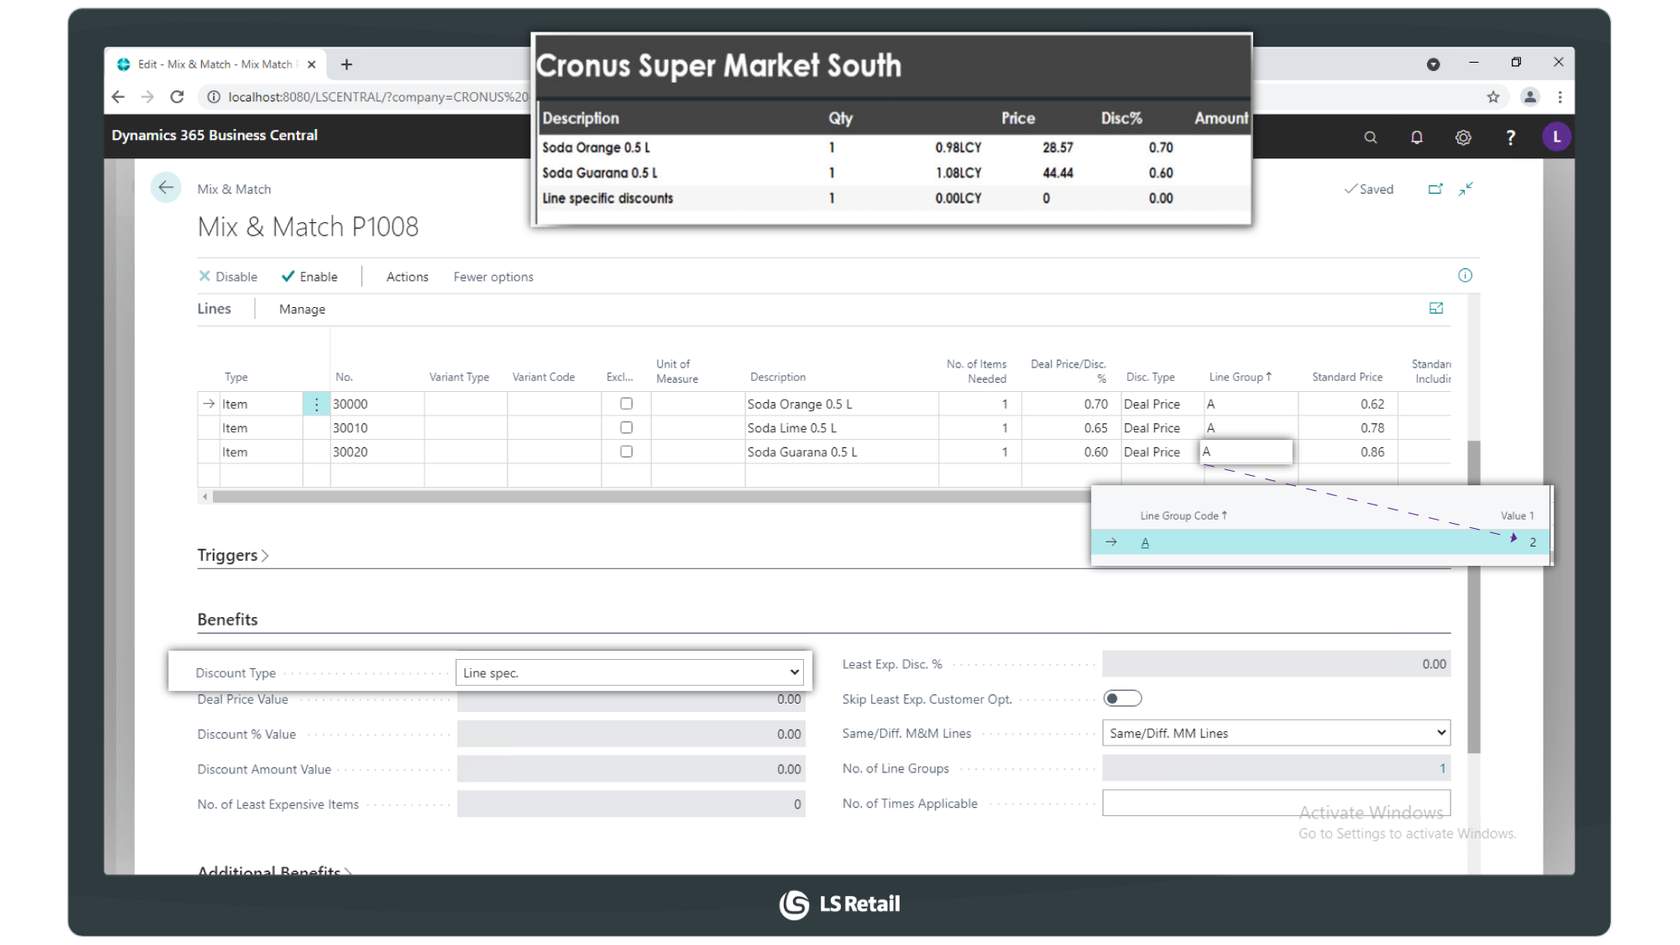 Edit - Mix & Match - Mix Match
localhost:8080/LSCENTRAL/?company=CRONUS%20
Dynamics 365 Business Central
L
Cronus Super Market South
Description Qty Price Disc% Amount
Soda Orange 0.5 L 1 0.98LCY 28.57 0.70
Soda Guarana 0.5 L 1 1.08LCY 44.44 0.60
Line specific discounts 1 0.00LCY 0 0.00
Mix & Match
Saved
Mix & Match P1008
Disable Enable Actions Fewer options
Lines Manage
Type No. Variant Type Variant Code Excl... Unit of Measure Description No. of Items Needed Deal Price/Disc. % Disc. Type Line Group ↑ Standard Price Standar Includir
Item 30000 Soda Orange 0.5 L 1 0.70 Deal Price A 0.62
Item 30010 Soda Lime 0.5 L 1 0.65 Deal Price A 0.78
Item 30020 Soda Guarana 0.5 L 1 0.60 Deal Price A 0.86
Line Group Code ↑ Value 1
A 2
Triggers
Benefits
Discount Type Line spec.
Deal Price Value 0.00
Discount % Value 0.00
Discount Amount Value 0.00
No. of Least Expensive Items 0
Least Exp. Disc. % 0.00
Skip Least Exp. Customer Opt.
Same/Diff. M&M Lines Same/Diff. MM Lines
No. of Line Groups 1
No. of Times Applicable
Activate Windows
Go to Settings to activate Windows.
Additional Benefits
LS Retail